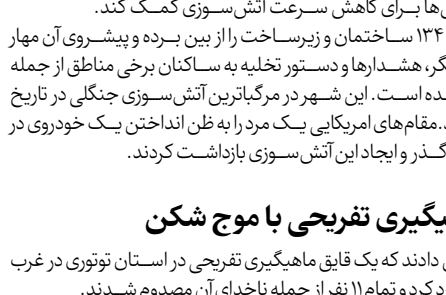 ها برای کاهش سرعت آتش‌سوزی کمک کند.
۱۳۴ ساختمان و زیرساخت را از بین برده و پیشروی آن مهار
گر، هشدارها و دستور تخلیه به ساکنان برخی مناطق از جمله
ده است. این شهر در مرگبارترین آتش‌سوزی جنگلی در تاریخ
د. مقام‌های امریکایی یک مرد را به ظن انداختن یک خودروی در
گذر و ایجاد این آتش‌سوزی بازداشت کردند.
هیگیری تفریحی با موج شکن
ی دادند که یک قایق ماهیگیری تفریحی در استان توتوری در غرب
د کرد و تمام ۱۱ نفر از جمله ناخدای آن مصدوم شدند.